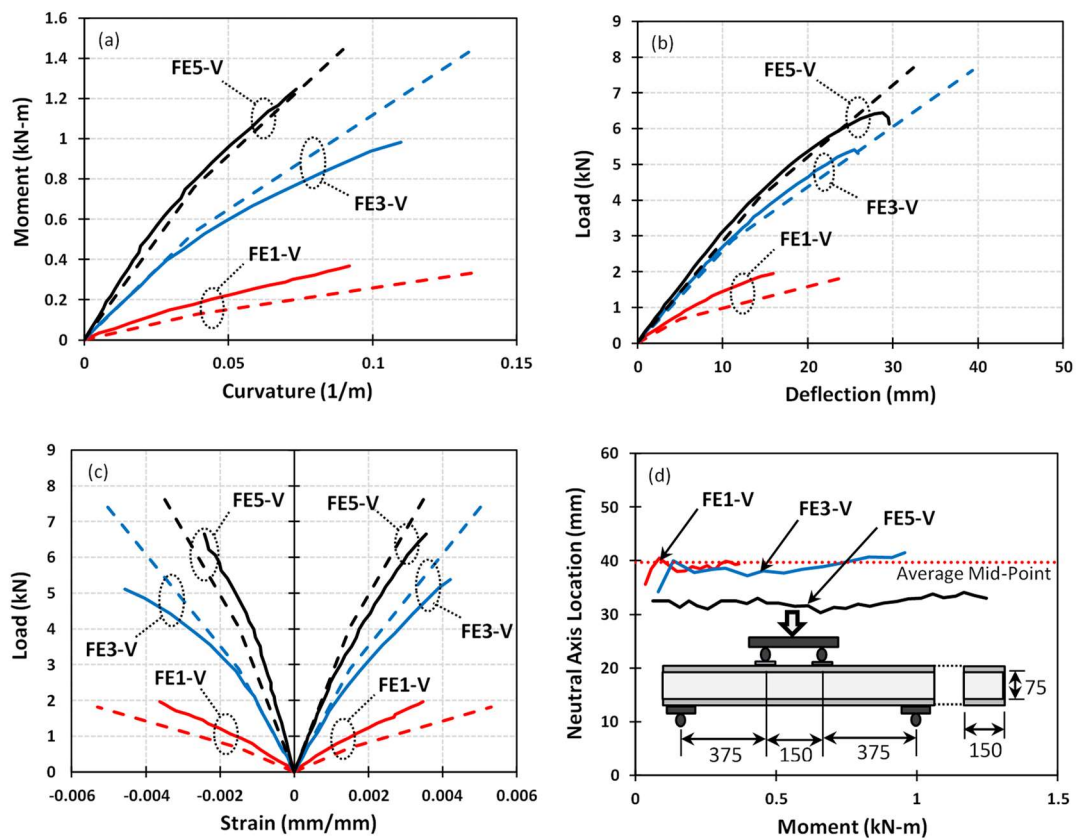 (a)
Moment (kN-m)
1.6
1.4
1.2
1
0.8
0.6
0.4
0.2
0
FE5-V
FE3-V
FE1-V
0 0.05 0.1 0.15
Curvature (1/m)
(b)
Load (kN)
9
8
7
6
5
4
3
2
1
0
FE5-V
FE3-V
FE1-V
0 10 20 30 40 50
Deflection (mm)
(c)
Load (kN)
9
8
7
6
5
4
3
2
1
0
FE5-V FE5-V
FE3-V FE3-V
FE1-V FE1-V
-0.006 -0.004 -0.002 0 0.002 0.004 0.006
Strain (mm/mm)
(d)
Neutral Axis Location (mm)
60
50
40
30
20
10
0
FE1-V
FE3-V
FE5-V
Average Mid-Point
75
375 150 375 150
0 0.5 1 1.5
Moment (kN-m)